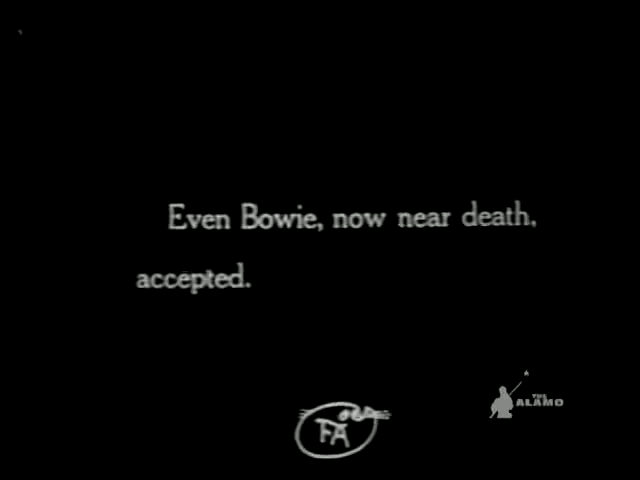 Even Bowie, now near death,
accepted.
THE
ALAMO
FA